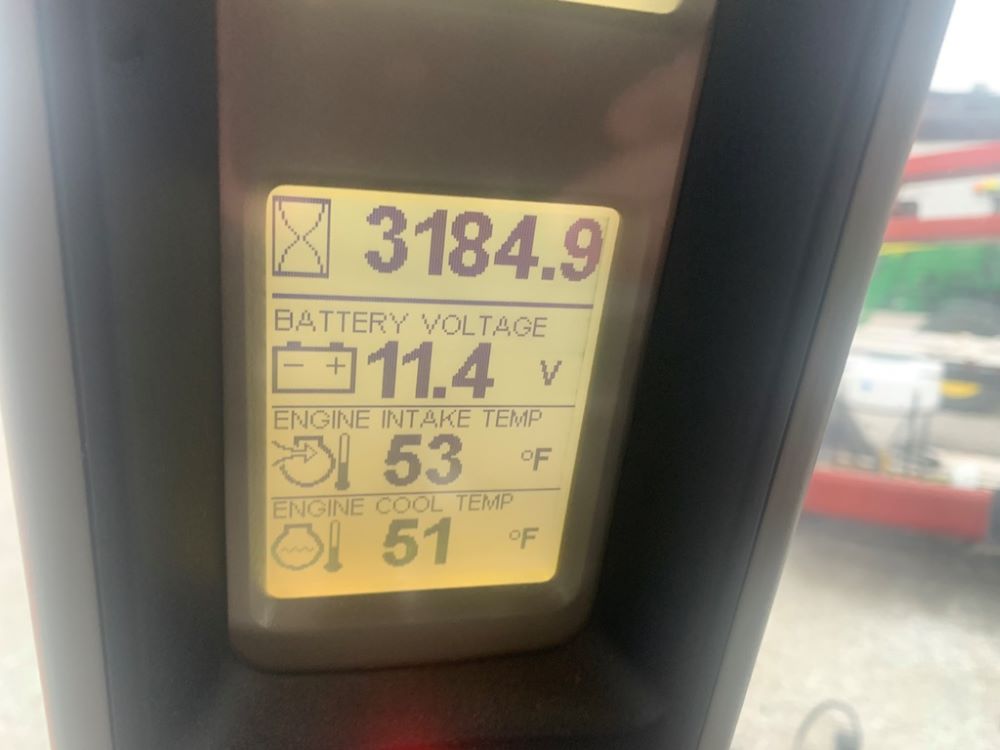 3184.9
BATTERY VOLTAGE
- + 11.4 V
ENGINE INTAKE TEMP
53 °F
ENGINE COOL TEMP
51 °F